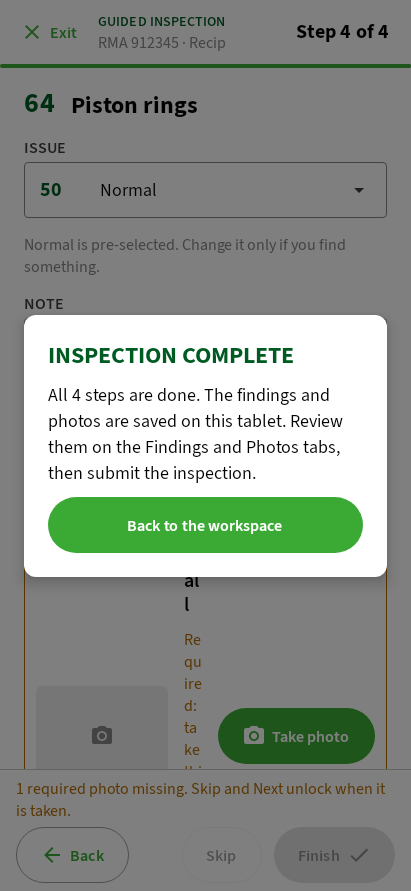 Exit
GUIDED INSPECTION
RMA 912345 · Recip
Step 4 of 4
64 Piston rings
ISSUE
50 Normal
Normal is pre-selected. Change it only if you find
something.
NOTE
INSPECTION COMPLETE
All 4 steps are done. The findings and
photos are saved on this tablet. Review
them on the Findings and Photos tabs,
then submit the inspection.
Back to the workspace
al
l
Re
qu
ire
d:
ta
ke
Take photo
1 required photo missing. Skip and Next unlock when it
is taken.
Back
Skip
Finish